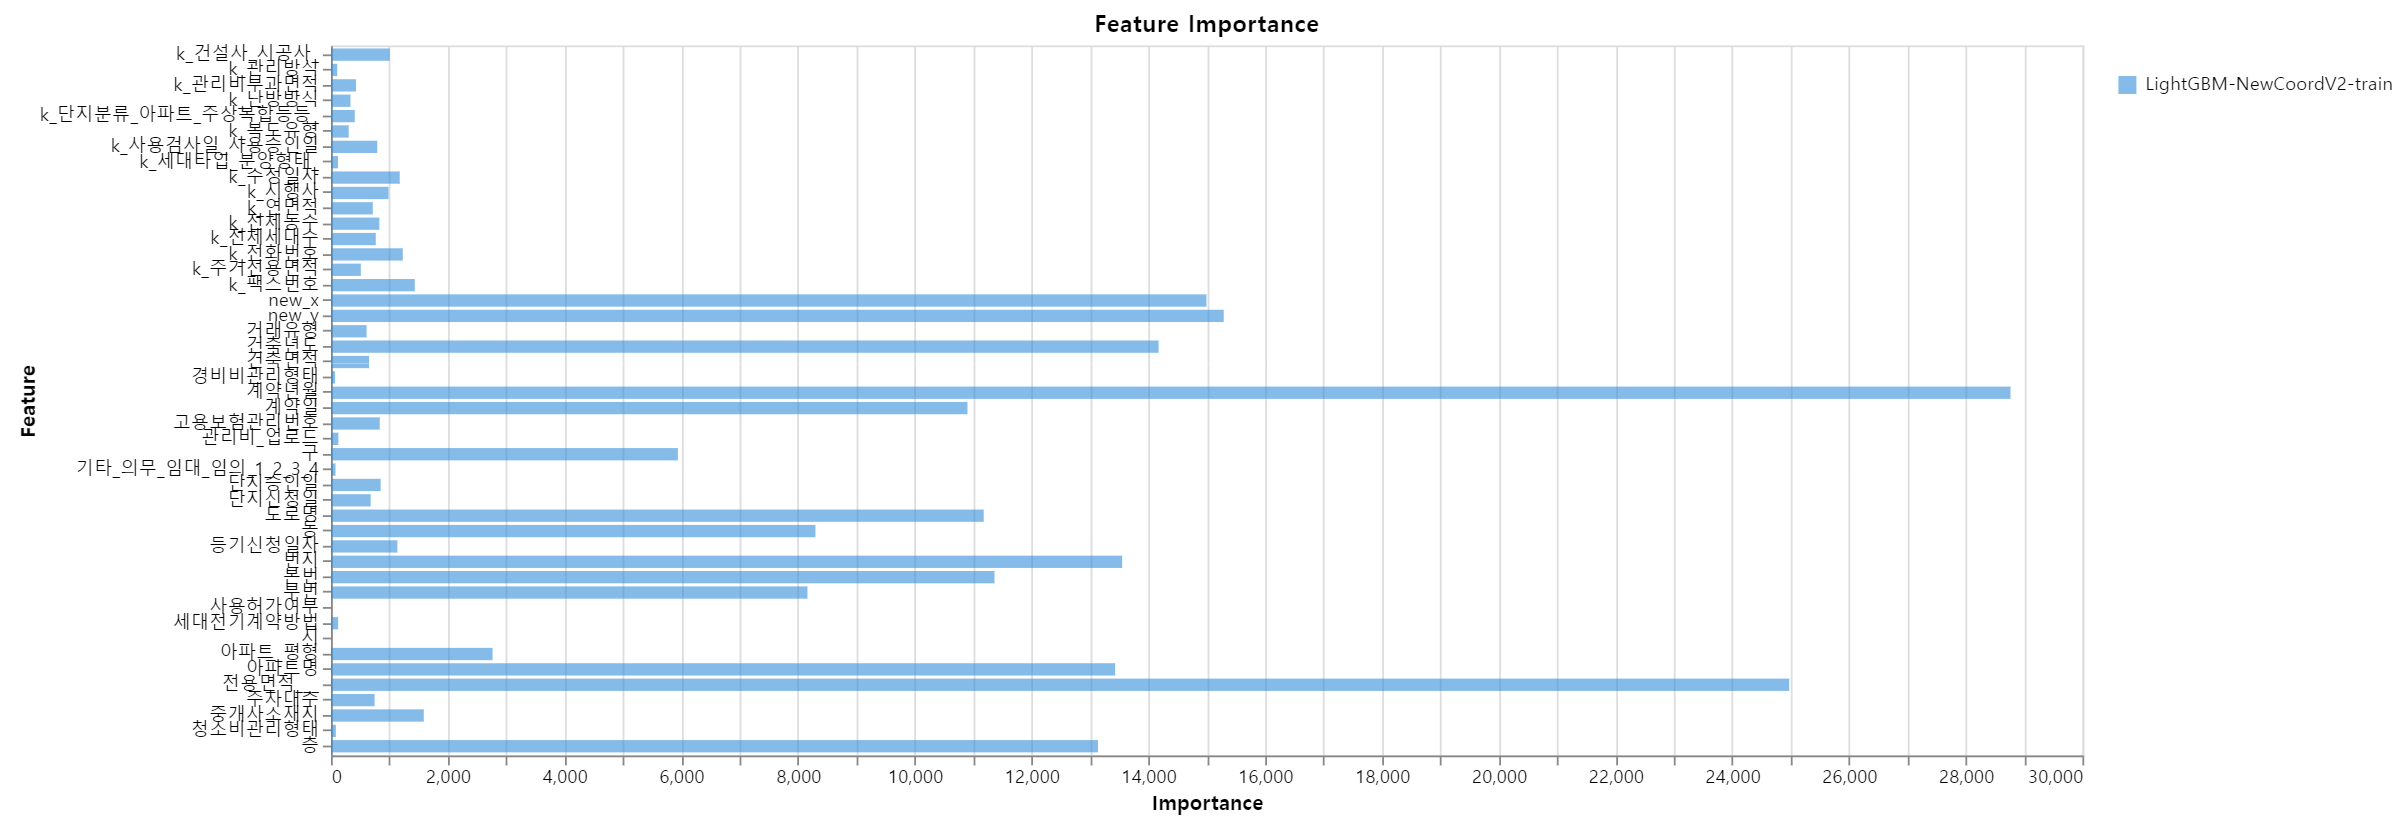 Feature Importance
k_건설사_시공사_
k_관리방식
k_관리비부과면적
k_난방방식
k_단지분류_아파트_주상복합등등_
k_복도유형
k_사용검사일_사용승인일
k_세대타입_분양형태_
k_수정일자
k_시행사
k_연면적
k_전체동수
k_전체세대수
k_전화번호
k_주거전용면적
k_팩스번호
new_x
new_y
거래유형
건축년도
건축면적
경비비관리형태
계약년월
계약일
고용보험관리번호
관리비_업로드
구
기타_의무_임대_임의_1_2_3_4
단지승인일
단지신청일
도로명
동
등기신청일자
번지
본번
부번
사용허가여부
세대전기계약방법
시
아파트_평형
아파트명
전용면적__
주차대수
중개사소재지
청소비관리형태
층
Feature
0 2,000 4,000 6,000 8,000 10,000 12,000 14,000 16,000 18,000 20,000 22,000 24,000 26,000 28,000 30,000
Importance
LightGBM-NewCoordV2-train